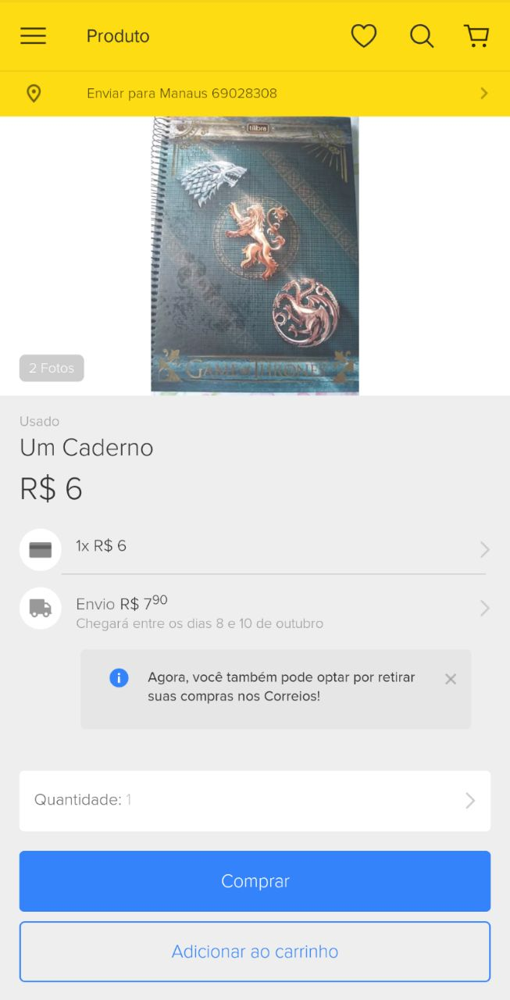 Produto
Enviar para Manaus 69028308
tilibra
GAME OF THRONES
2 Fotos
Usado
Um Caderno
R$ 6
1x R$ 6
Envio R$ 7⁹⁰
Chegará entre os dias 8 e 10 de outubro
Agora, você também pode optar por retirar
suas compras nos Correios!
Quantidade: 1
Comprar
Adicionar ao carrinho